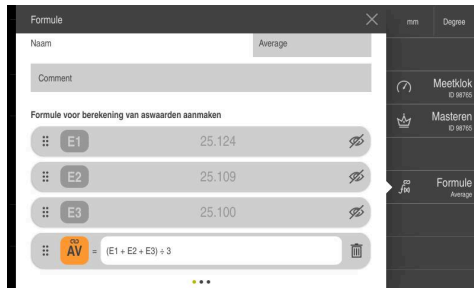 Formule
mm
Degree
Naam
Average
Comment
Meetklok
ID 98765
Formule voor berekening van aswaarden aanmaken
Masteren
ID 98765
E1
25.124
E2
25.109
f(x)
Formule
Average
E3
25.100
AV = (E1 + E2 + E3) ÷ 3